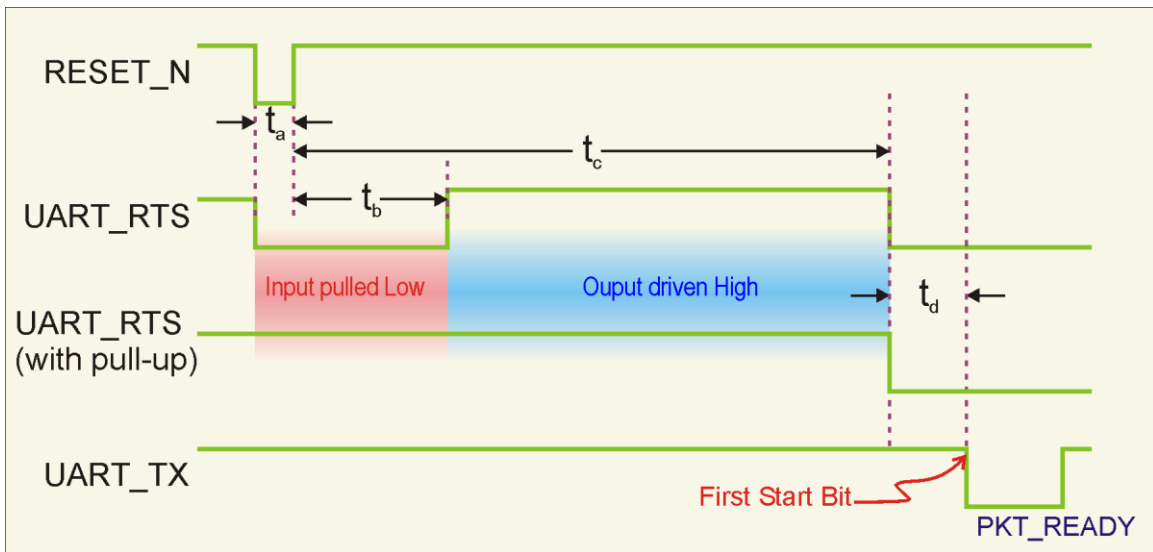 RESET_N
ta
tc
UART_RTS
tb
Input pulled Low
Ouput driven High
td
UART_RTS
(with pull-up)
UART_TX
First Start Bit
PKT_READY